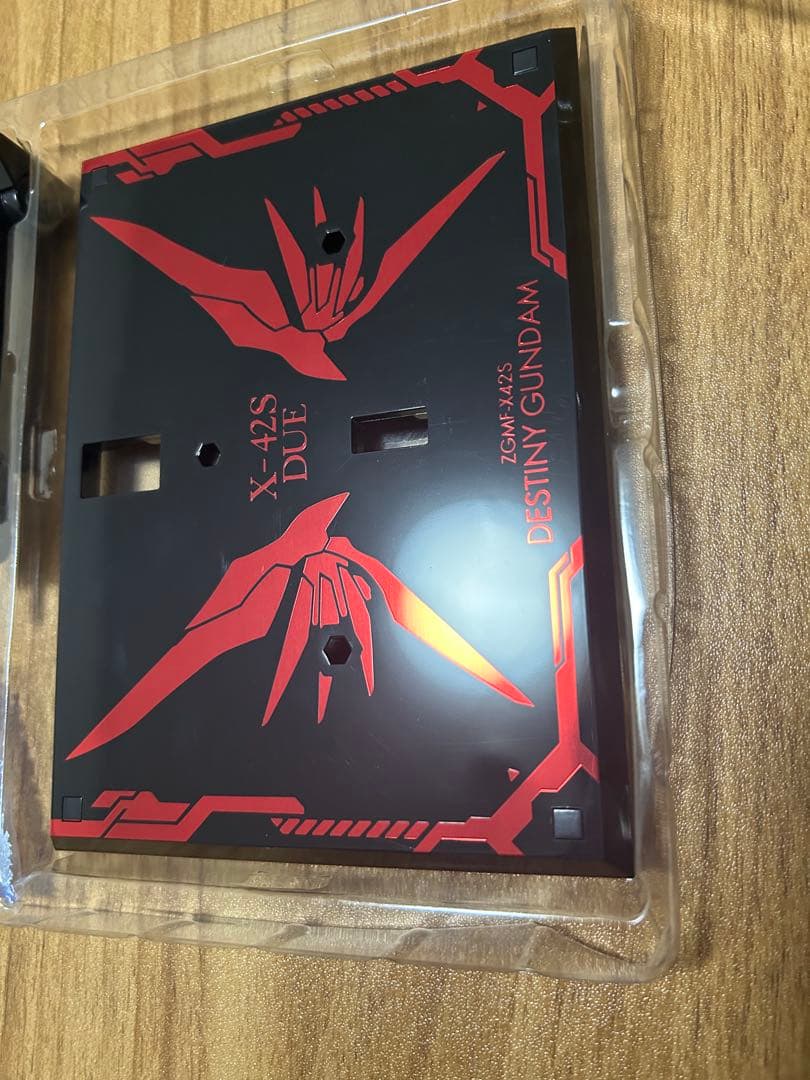 X-42S
DUE
ZGMF-X42S
DESTINY GUNDAM